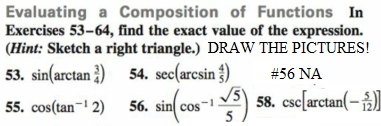 Evaluating a Composition of Functions In
Exercises 53–64, find the exact value of the expression.
(Hint: Sketch a right triangle.) DRAW THE PICTURES!
53. sin(arctan 3/4) 54. sec(arcsin 4/5) #56 NA
55. cos(tan⁻¹ 2) 56. sin(cos⁻¹ √5/5) 58. csc[arctan(−5/12)]